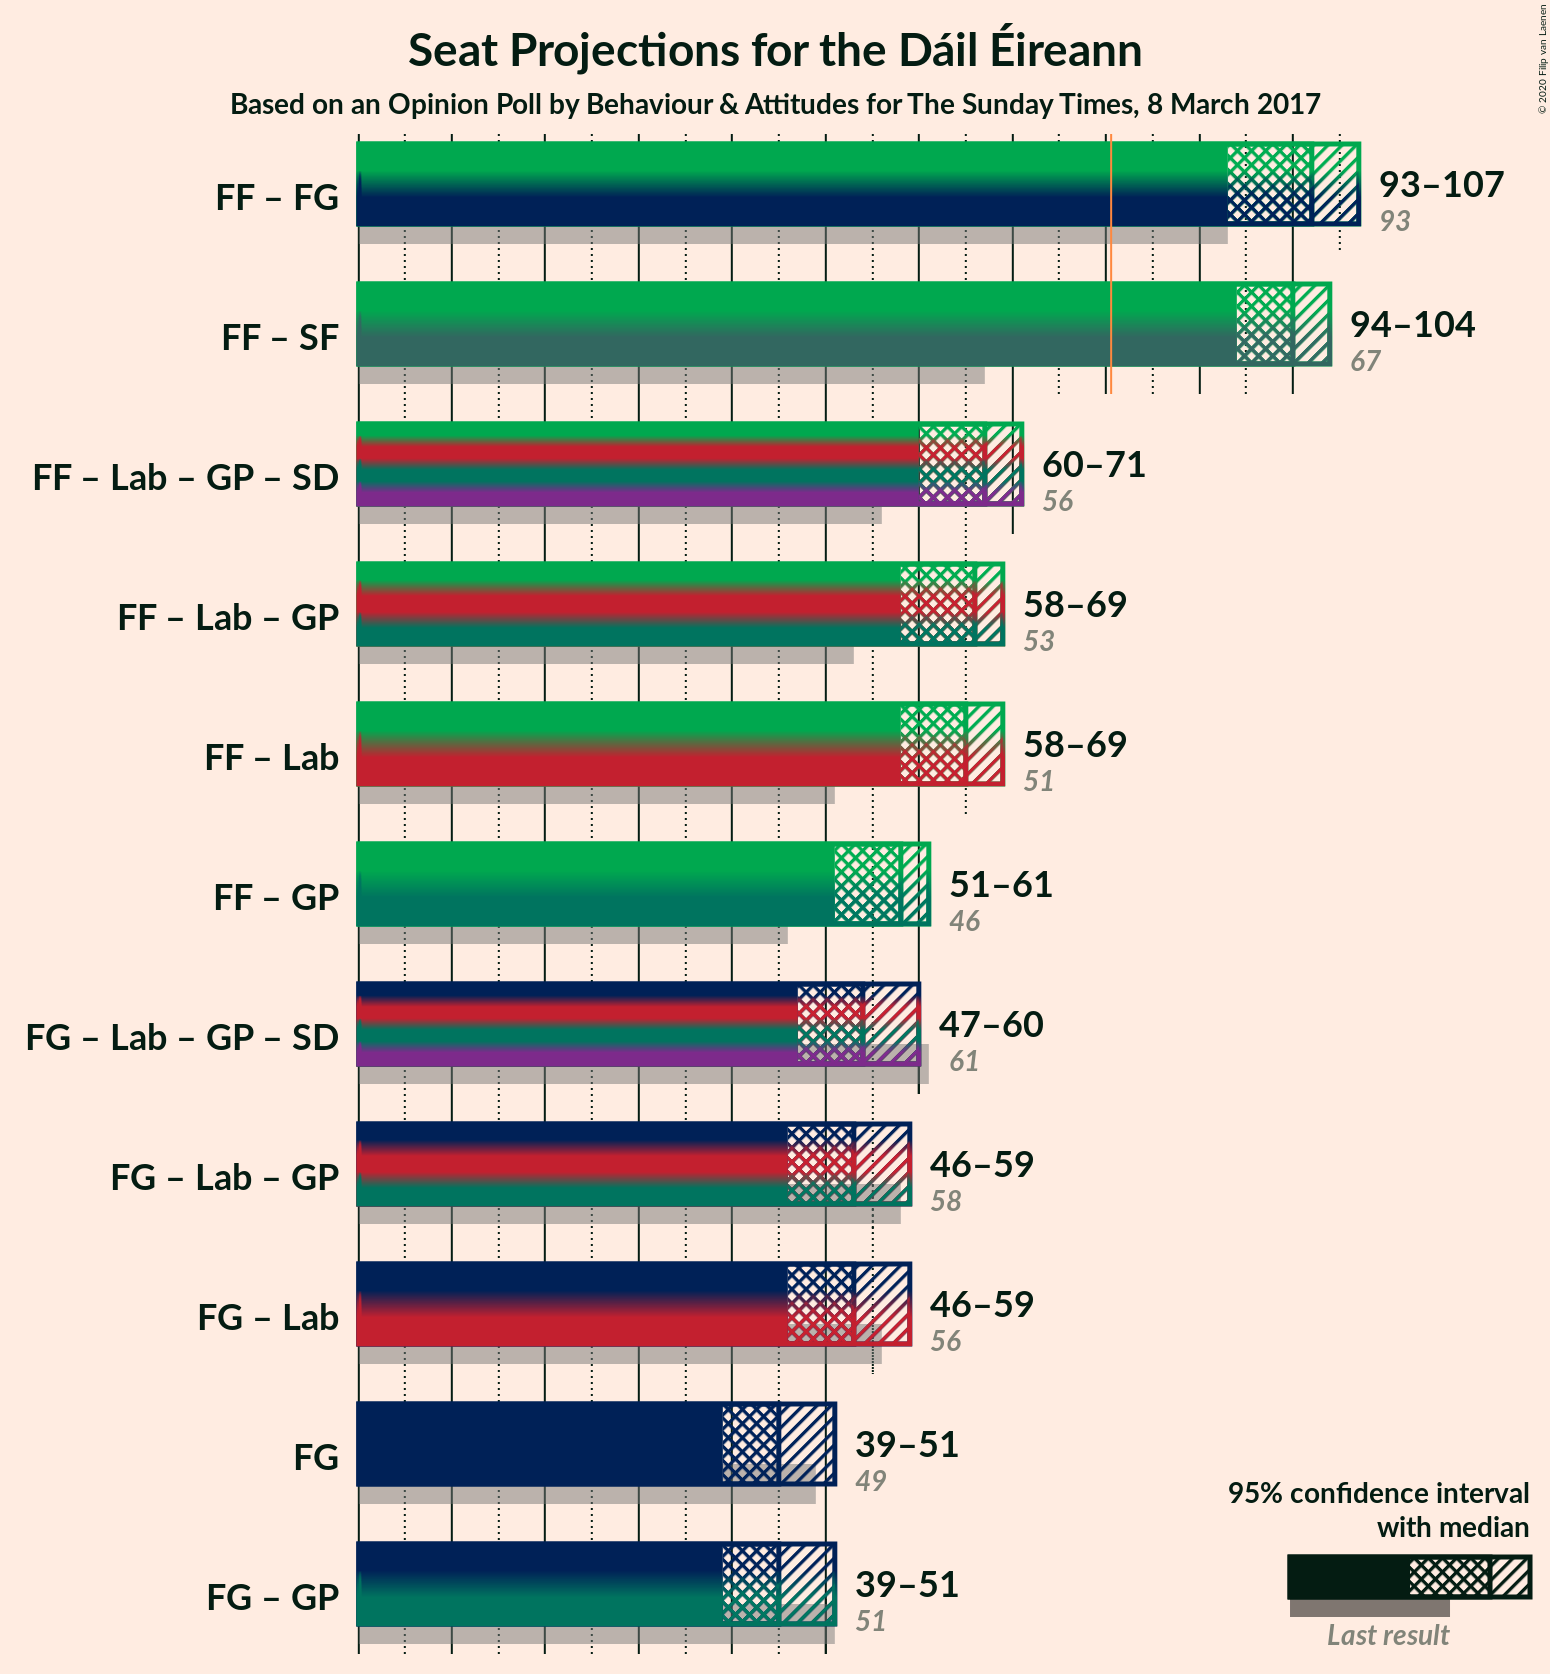 Seat Projections for the Dáil Éireann
Based on an Opinion Poll by Behaviour & Attitudes for The Sunday Times, 8 March 2017
© 2020 Filip van Laenen
FF – FG
93–107
93
FF – SF
94–104
67
FF – Lab – GP – SD
60–71
56
FF – Lab – GP
58–69
53
FF – Lab
58–69
51
FF – GP
51–61
46
FG – Lab – GP – SD
47–60
61
FG – Lab – GP
46–59
58
FG – Lab
46–59
56
FG
39–51
49
FG – GP
39–51
51
95% confidence interval
with median
Last result